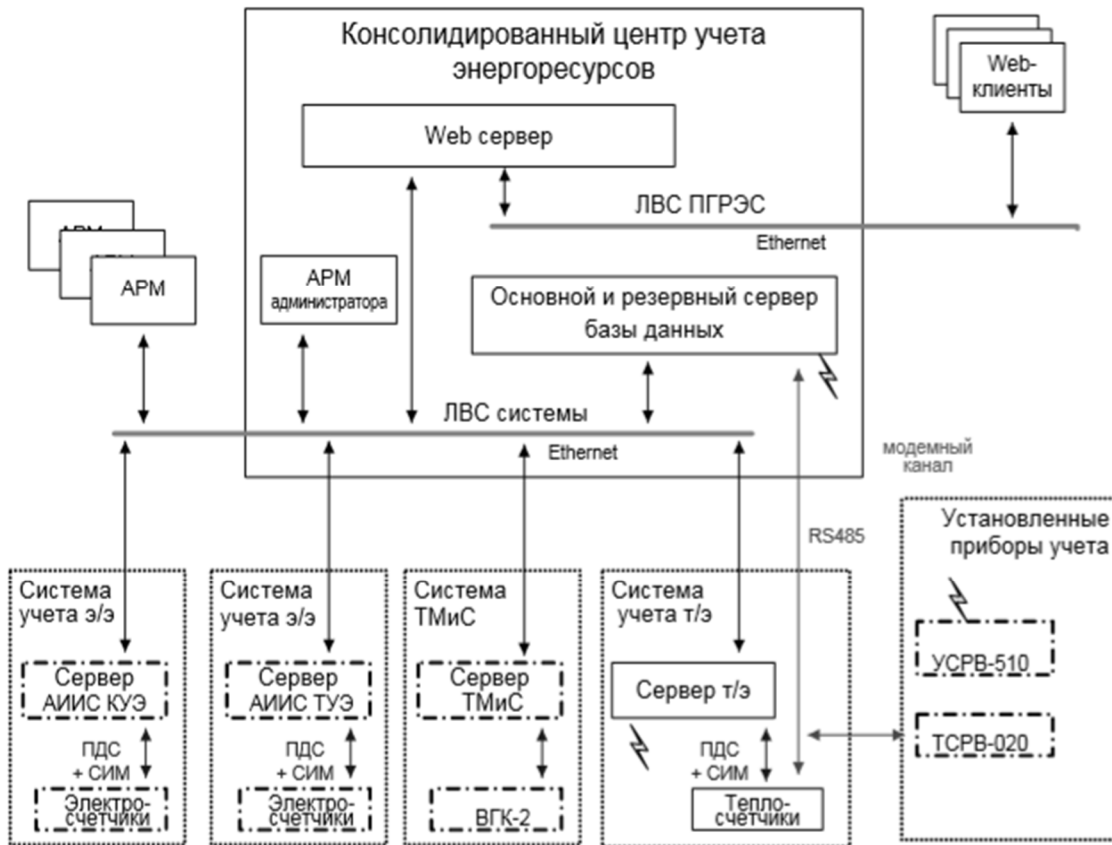 Консолидированный центр учета
энергоресурсов
Web-
клиенты
Web сервер
ЛВС ПГРЭС
Ethernet
АРМ
АРМ
АРМ
администратора
Основной и резервный сервер
базы данных
ЛВС системы
Ethernet
модемный
канал
RS485
Установленные
приборы учета
УСРВ-510
ТСРВ-020
Система
учета э/э
Сервер
АИИС КУЭ
ПДС
+ СИМ
Электро-
счетчики
Система
учета э/э
Сервер
АИИС ТУЭ
ПДС
+ СИМ
Электро-
счетчики
Система
ТМиС
Сервер
ТМиС
ВГК-2
Система
учета т/э
Сервер т/э
ПДС
+ СИМ
Тепло-
счетчики